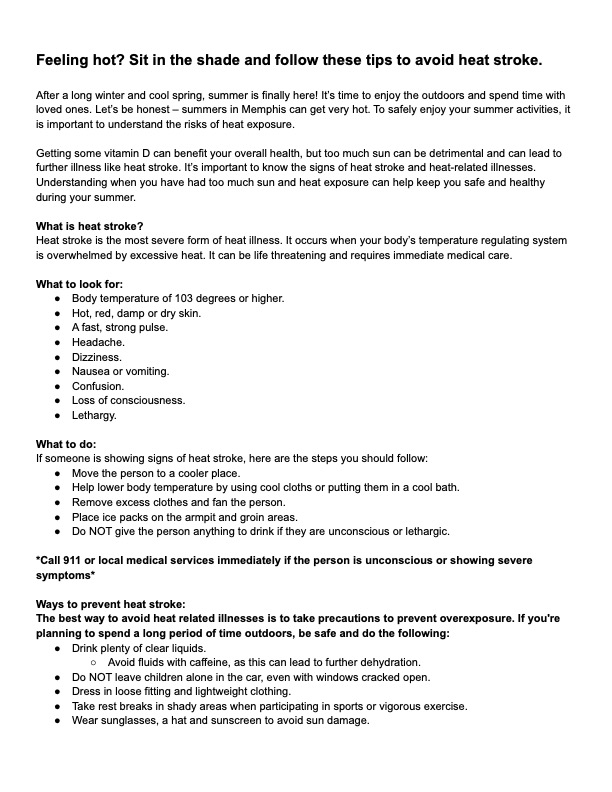 Feeling hot? Sit in the shade and follow these tips to avoid heat stroke.
After a long winter and cool spring, summer is finally here! It's time to enjoy the outdoors and spend time with
loved ones. Let's be honest – summers in Memphis can get very hot. To safely enjoy your summer activities, it
is important to understand the risks of heat exposure.
Getting some vitamin D can benefit your overall health, but too much sun can be detrimental and can lead to
further illness like heat stroke. It's important to know the signs of heat stroke and heat-related illnesses.
Understanding when you have had too much sun and heat exposure can help keep you safe and healthy
during your summer.
What is heat stroke?
Heat stroke is the most severe form of heat illness. It occurs when your body's temperature regulating system
is overwhelmed by excessive heat. It can be life threatening and requires immediate medical care.
What to look for:
● Body temperature of 103 degrees or higher.
● Hot, red, damp or dry skin.
● A fast, strong pulse.
● Headache.
● Dizziness.
● Nausea or vomiting.
● Confusion.
● Loss of consciousness.
● Lethargy.
What to do:
If someone is showing signs of heat stroke, here are the steps you should follow:
● Move the person to a cooler place.
● Help lower body temperature by using cool cloths or putting them in a cool bath.
● Remove excess clothes and fan the person.
● Place ice packs on the armpit and groin areas.
● Do NOT give the person anything to drink if they are unconscious or lethargic.
*Call 911 or local medical services immediately if the person is unconscious or showing severe
symptoms*
Ways to prevent heat stroke:
The best way to avoid heat related illnesses is to take precautions to prevent overexposure. If you're
planning to spend a long period of time outdoors, be safe and do the following:
● Drink plenty of clear liquids.
○ Avoid fluids with caffeine, as this can lead to further dehydration.
● Do NOT leave children alone in the car, even with windows cracked open.
● Dress in loose fitting and lightweight clothing.
● Take rest breaks in shady areas when participating in sports or vigorous exercise.
● Wear sunglasses, a hat and sunscreen to avoid sun damage.